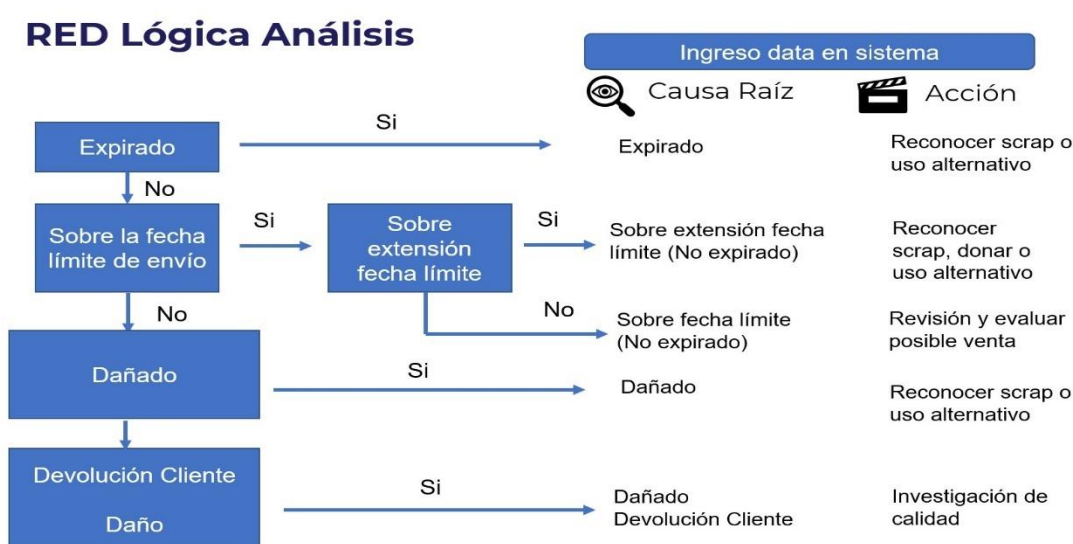 RED Lógica Análisis
Ingreso data en sistema
Causa Raíz
Acción
Expirado
Si
Expirado
Reconocer scrap o
uso alternativo
No
Sobre la fecha
límite de envío
Si
Sobre
extensión
fecha límite
Si
Sobre extensión fecha
límite (No expirado)
Reconocer
scrap, donar o
uso alternativo
No
No
Sobre fecha límite
(No expirado)
Revisión y evaluar
posible venta
Dañado
Si
Dañado
Reconocer scrap o
uso alternativo
Devolución Cliente
Daño
Si
Dañado
Devolución Cliente
Investigación de
calidad